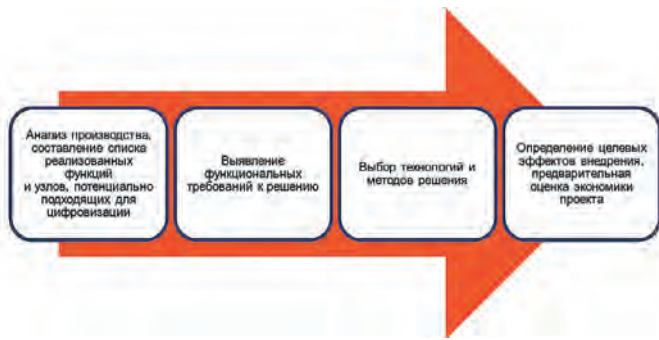 Анализ производства,
составление списка
реализованных
функций
и узлов, потенциально
подходящих для
цифровизации
Выявление
функциональных
требований к решению
Выбор технологий и
методов решения
Определение целевых
эффектов внедрения,
предварительная
оценка экономики
проекта